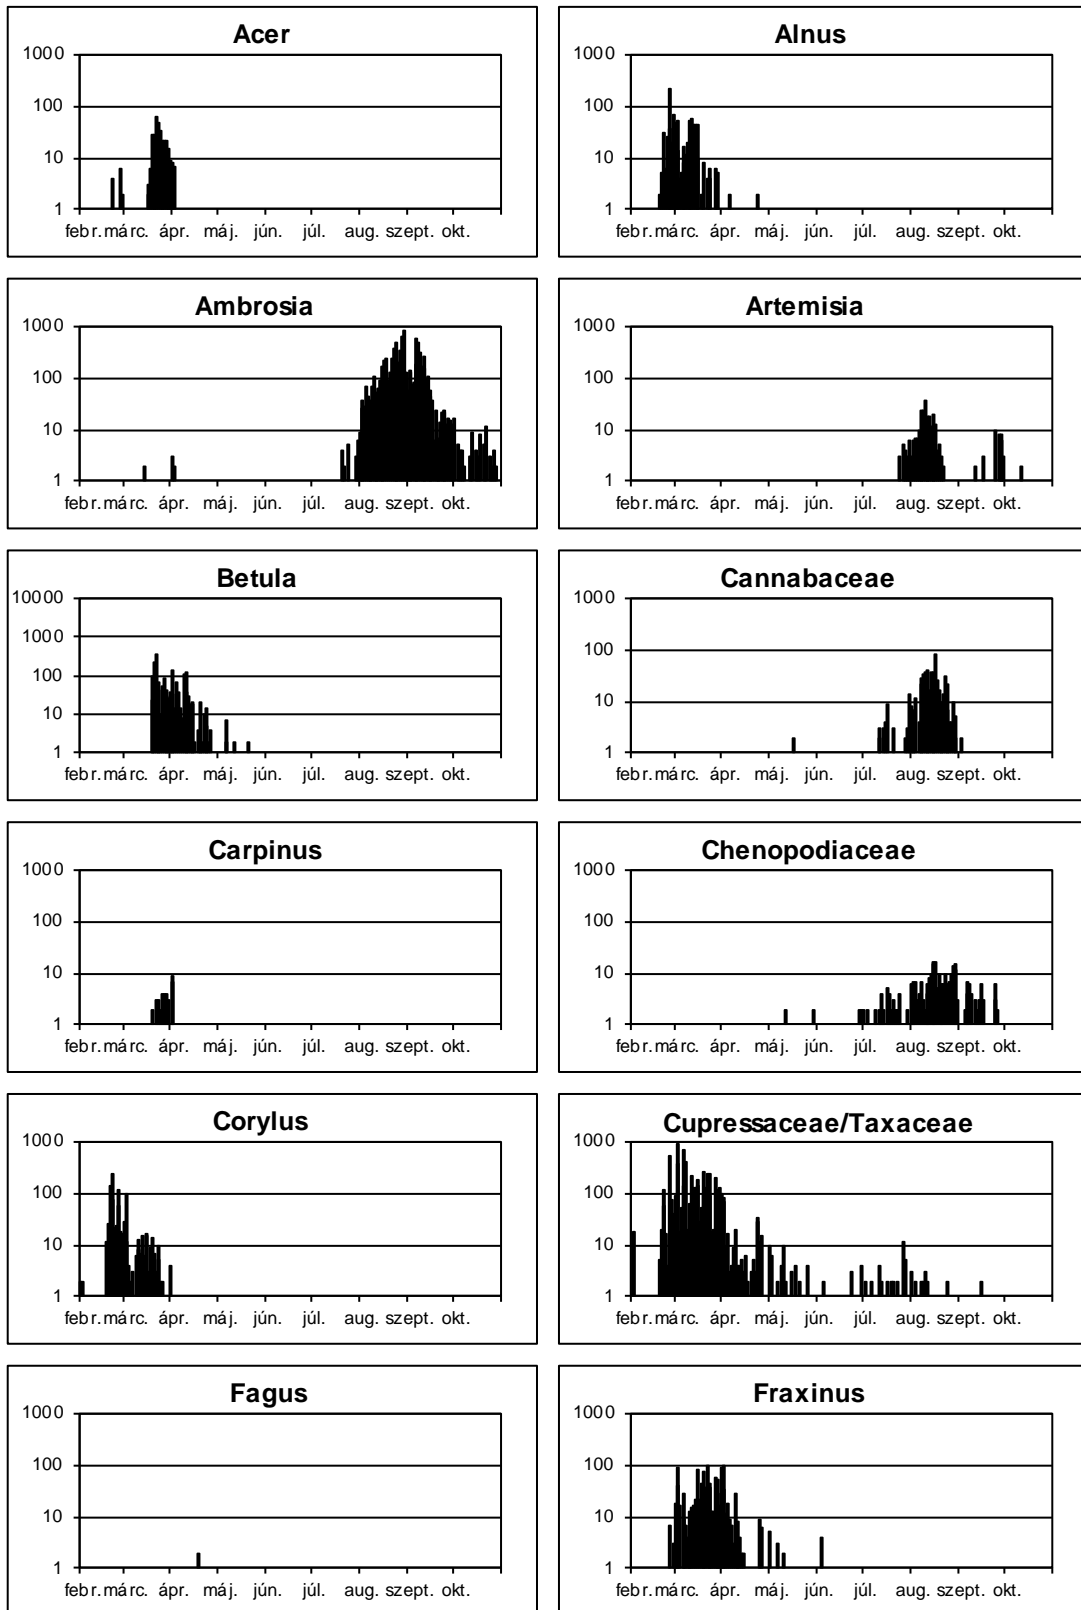 Acer
1000
100
10
1
febr. márc. ápr. máj. jún. júl. aug. szept. okt.
Alnus
1000
100
10
1
febr. márc. ápr. máj. jún. júl. aug. szept. okt.
Ambrosia
1000
100
10
1
febr. márc. ápr. máj. jún. júl. aug. szept. okt.
Artemisia
1000
100
10
1
febr. márc. ápr. máj. jún. júl. aug. szept. okt.
Betula
10000
1000
100
10
1
febr. márc. ápr. máj. jún. júl. aug. szept. okt.
Cannabaceae
1000
100
10
1
febr. márc. ápr. máj. jún. júl. aug. szept. okt.
Carpinus
1000
100
10
1
febr. márc. ápr. máj. jún. júl. aug. szept. okt.
Chenopodiaceae
1000
100
10
1
febr. márc. ápr. máj. jún. júl. aug. szept. okt.
Corylus
1000
100
10
1
febr. márc. ápr. máj. jún. júl. aug. szept. okt.
Cupressaceae/Taxaceae
1000
100
10
1
febr. márc. ápr. máj. jún. júl. aug. szept. okt.
Fagus
1000
100
10
1
febr. márc. ápr. máj. jún. júl. aug. szept. okt.
Fraxinus
1000
100
10
1
febr. márc. ápr. máj. jún. júl. aug. szept. okt.